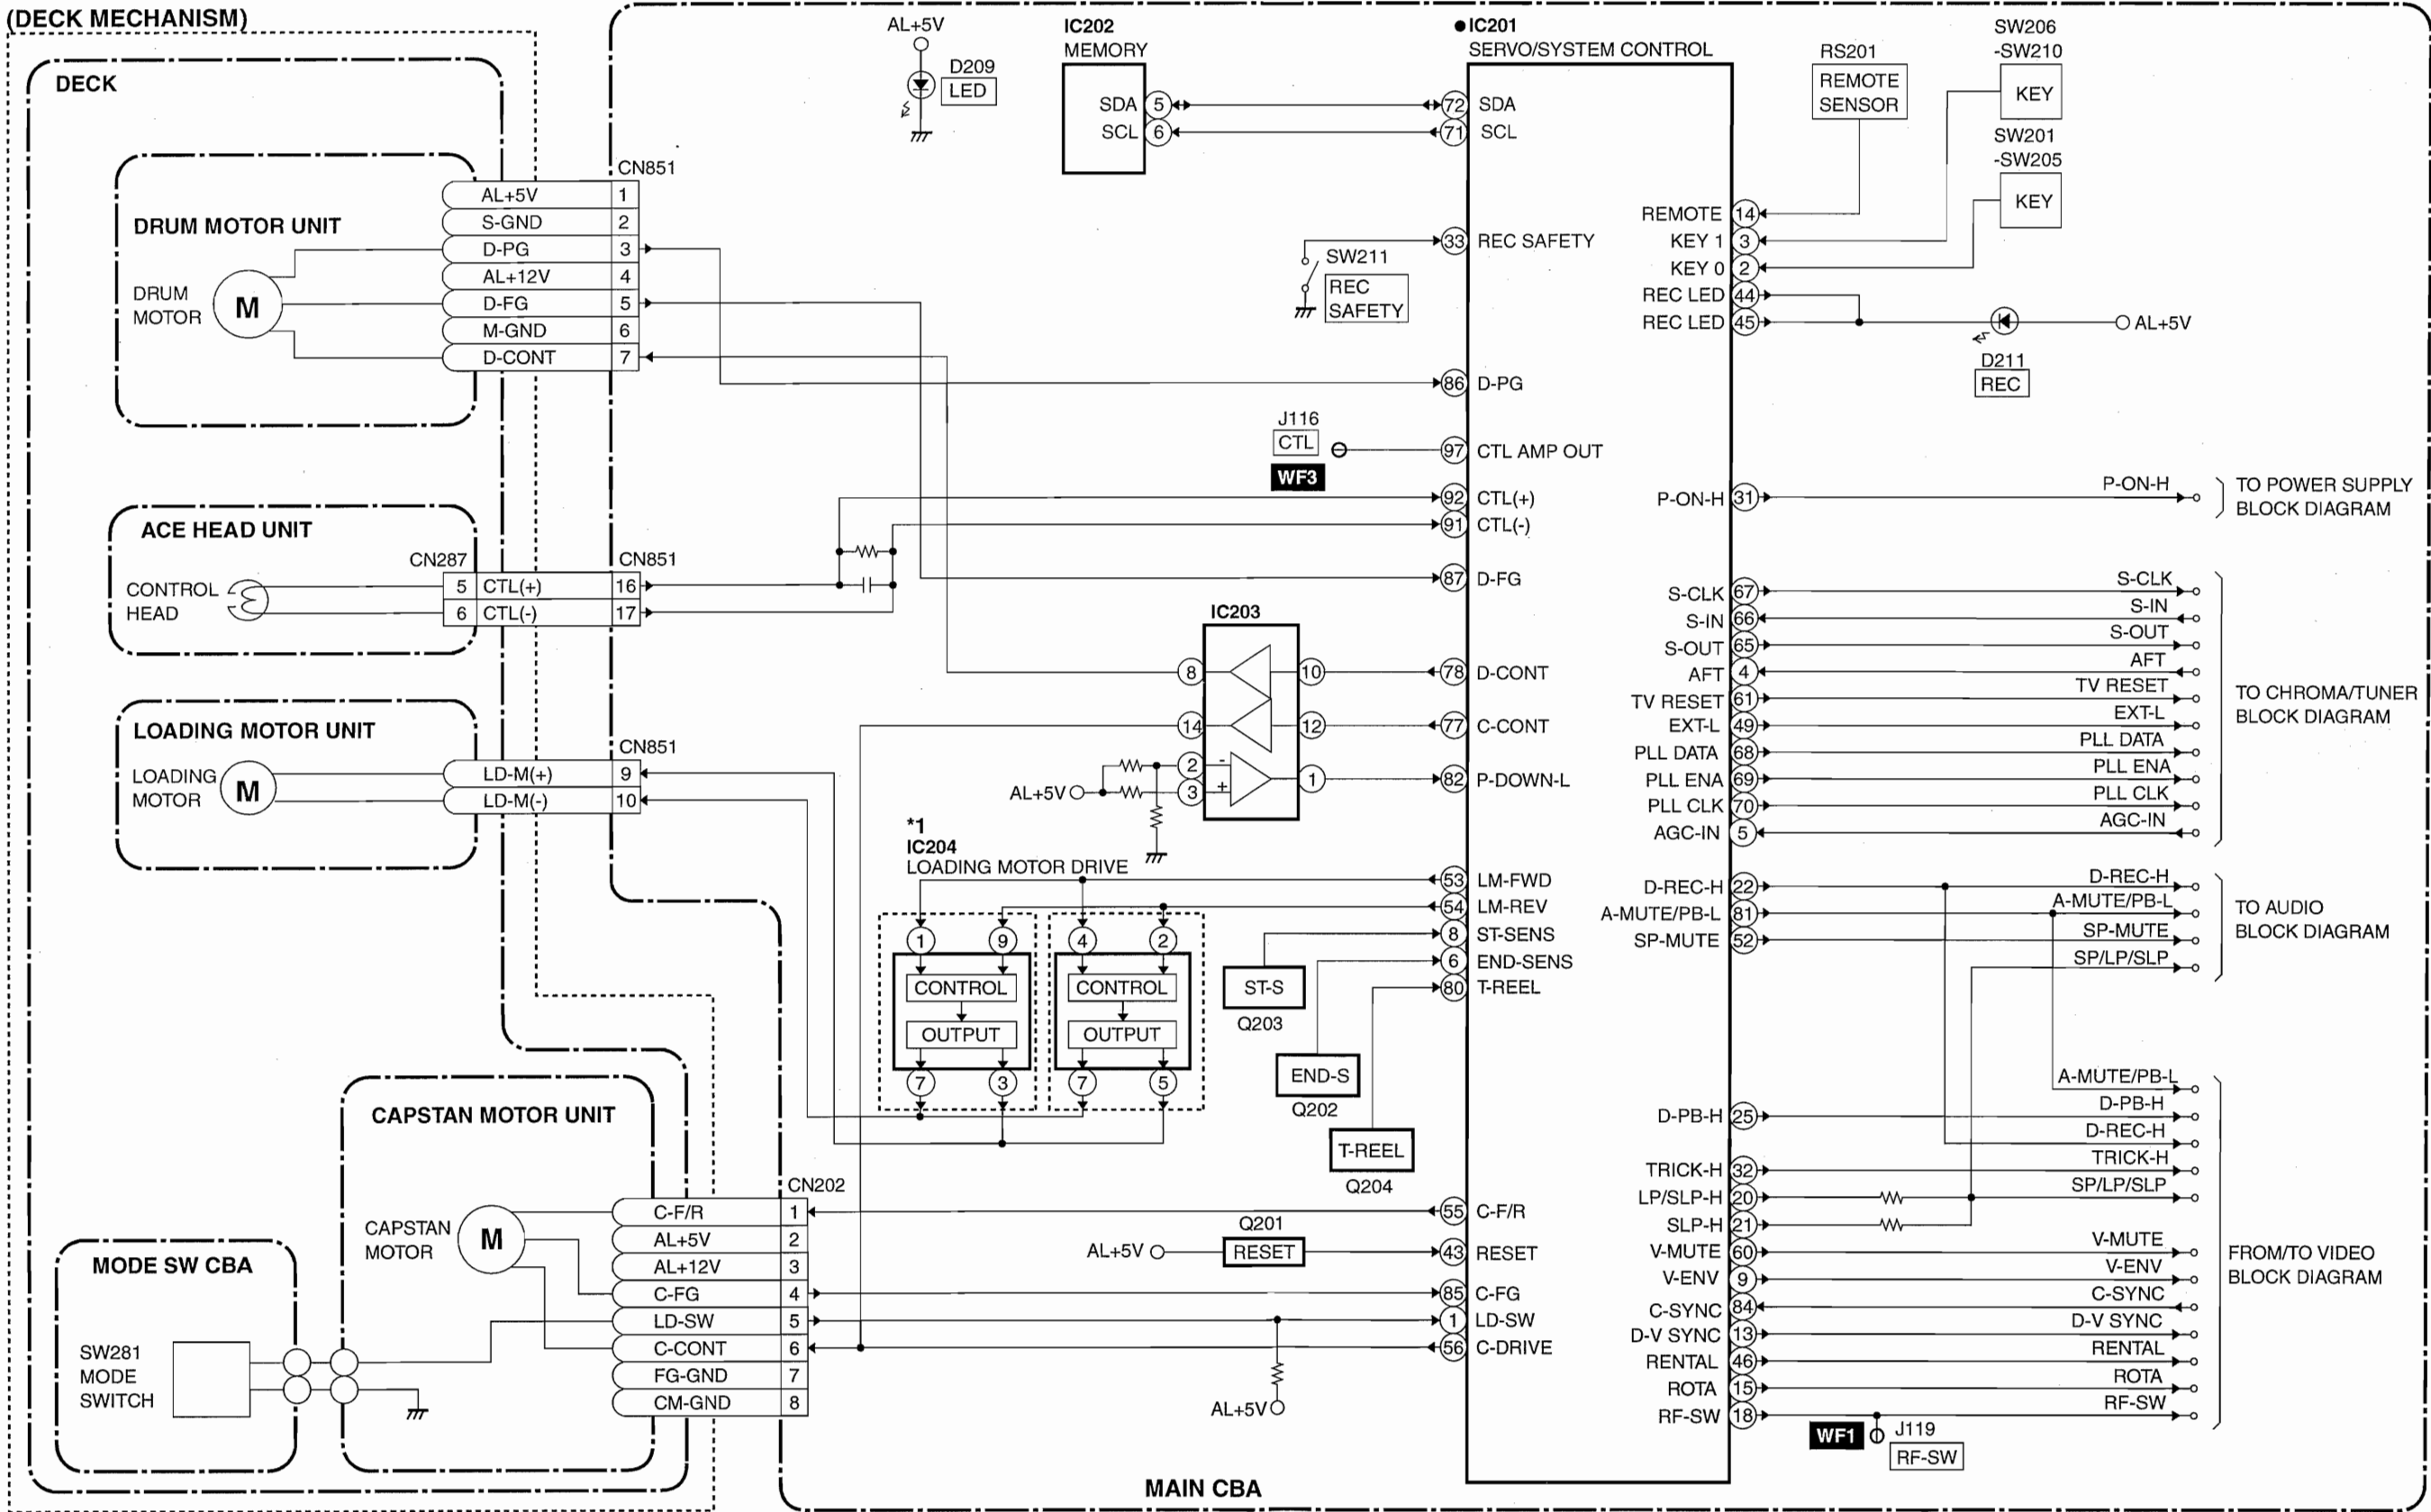 (DECK MECHANISM)
DECK
DRUM MOTOR UNIT
DRUM
MOTOR
M
CN851
AL+5V 1
S-GND 2
D-PG 3
AL+12V 4
D-FG 5
M-GND 6
D-CONT 7
ACE HEAD UNIT
CONTROL
HEAD
CN287
CN851
5 CTL(+) 16
6 CTL(-) 17
LOADING MOTOR UNIT
LOADING
MOTOR
M
CN851
LD-M(+) 9
LD-M(-) 10
CAPSTAN MOTOR UNIT
CAPSTAN
MOTOR
M
CN202
C-F/R 1
AL+5V 2
AL+12V 3
C-FG 4
LD-SW 5
C-CONT 6
FG-GND 7
CM-GND 8
MODE SW CBA
SW281
MODE
SWITCH
AL+5V
D209
LED
IC202
MEMORY
SDA 5
SCL 6
SW211
REC
SAFETY
J116
CTL
WF3
IC203
8 10
14 12
2 - 1
3 +
AL+5V
*1
IC204
LOADING MOTOR DRIVE
1 9 4 2
CONTROL CONTROL
OUTPUT OUTPUT
7 3 7 5
ST-S
Q203
END-S
Q202
T-REEL
Q204
Q201
AL+5V RESET
AL+5V
MAIN CBA
●IC201
SERVO/SYSTEM CONTROL
72 SDA
71 SCL
33 REC SAFETY
86 D-PG
97 CTL AMP OUT
92 CTL(+)
91 CTL(-)
87 D-FG
78 D-CONT
77 C-CONT
82 P-DOWN-L
53 LM-FWD
54 LM-REV
8 ST-SENS
6 END-SENS
80 T-REEL
55 C-F/R
43 RESET
85 C-FG
1 LD-SW
56 C-DRIVE
RS201
REMOTE
SENSOR
SW206
-SW210
KEY
SW201
-SW205
KEY
REMOTE 14
KEY 1 3
KEY 0 2
REC LED 44
REC LED 45
AL+5V
D211
REC
P-ON-H 31 P-ON-H
TO POWER SUPPLY
BLOCK DIAGRAM
S-CLK 67 S-CLK
S-IN 66 S-IN
S-OUT 65 S-OUT
AFT 4 AFT
TV RESET 61 TV RESET
EXT-L 49 EXT-L
PLL DATA 68 PLL DATA
PLL ENA 69 PLL ENA
PLL CLK 70 PLL CLK
AGC-IN 5 AGC-IN
TO CHROMA/TUNER
BLOCK DIAGRAM
D-REC-H 22 D-REC-H
A-MUTE/PB-L 81 A-MUTE/PB-L
SP-MUTE 52 SP-MUTE
SP/LP/SLP
TO AUDIO
BLOCK DIAGRAM
A-MUTE/PB-L
D-PB-H 25 D-PB-H
D-REC-H
TRICK-H 32 TRICK-H
LP/SLP-H 20 SP/LP/SLP
SLP-H 21
V-MUTE 60 V-MUTE
V-ENV 9 V-ENV
C-SYNC 84 C-SYNC
D-V SYNC 13 D-V SYNC
RENTAL 46 RENTAL
ROTA 15 ROTA
RF-SW 18 RF-SW
FROM/TO VIDEO
BLOCK DIAGRAM
WF1 J119
RF-SW